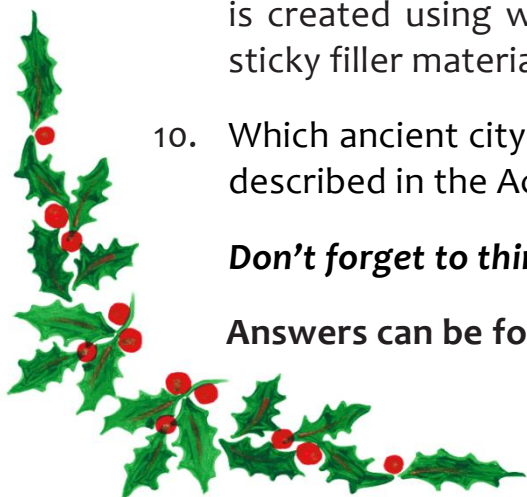 is created using w
sticky filler materia
10. Which ancient city
described in the Ac
Don't forget to thin
Answers can be fo